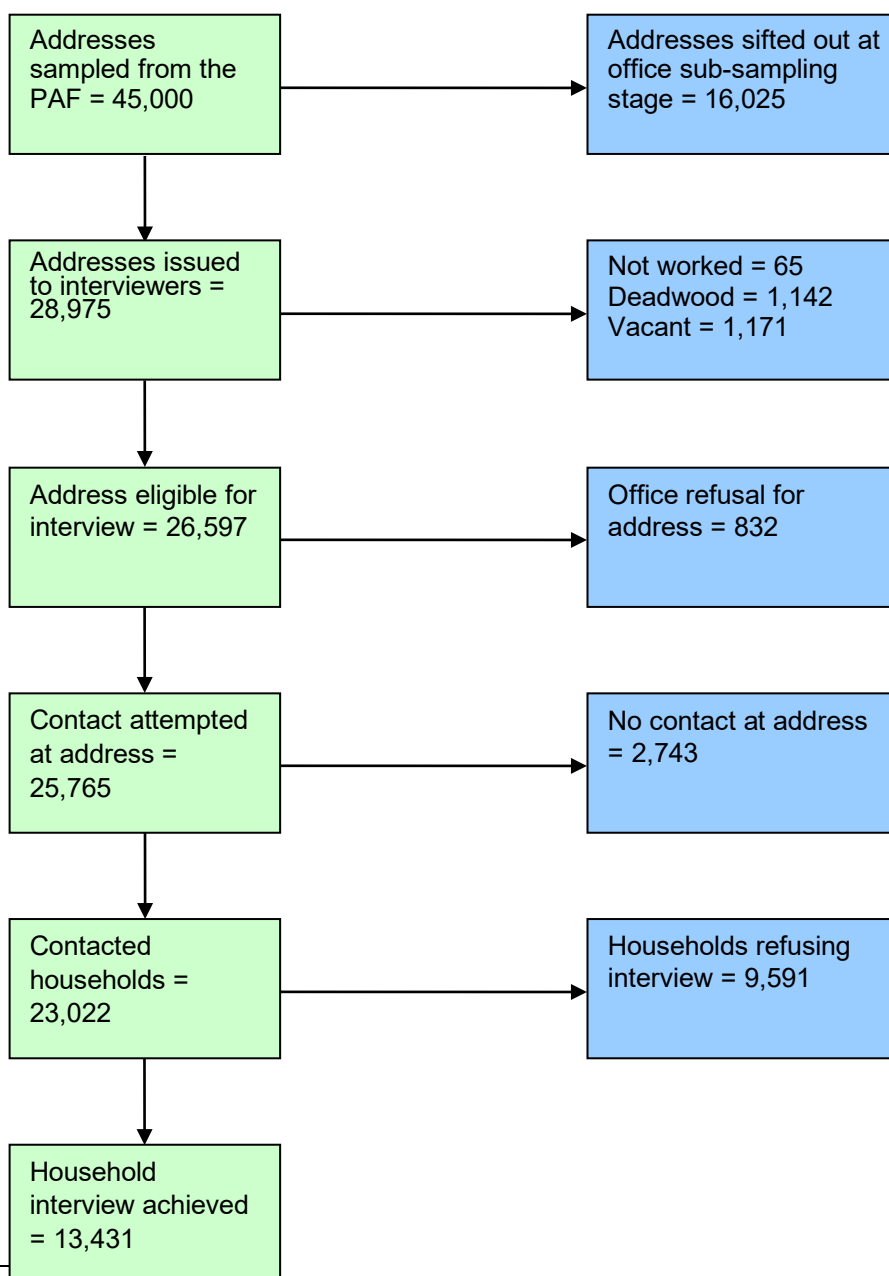 Addresses
sampled from the
PAF = 45,000
Addresses sifted out at
office sub-sampling
stage = 16,025
Addresses issued
to interviewers =
28,975
Not worked = 65
Deadwood = 1,142
Vacant = 1,171
Address eligible for
interview = 26,597
Office refusal for
address = 832
Contact attempted
at address =
25,765
No contact at address
= 2,743
Contacted
households =
23,022
Households refusing
interview = 9,591
Household
interview achieved
= 13,431